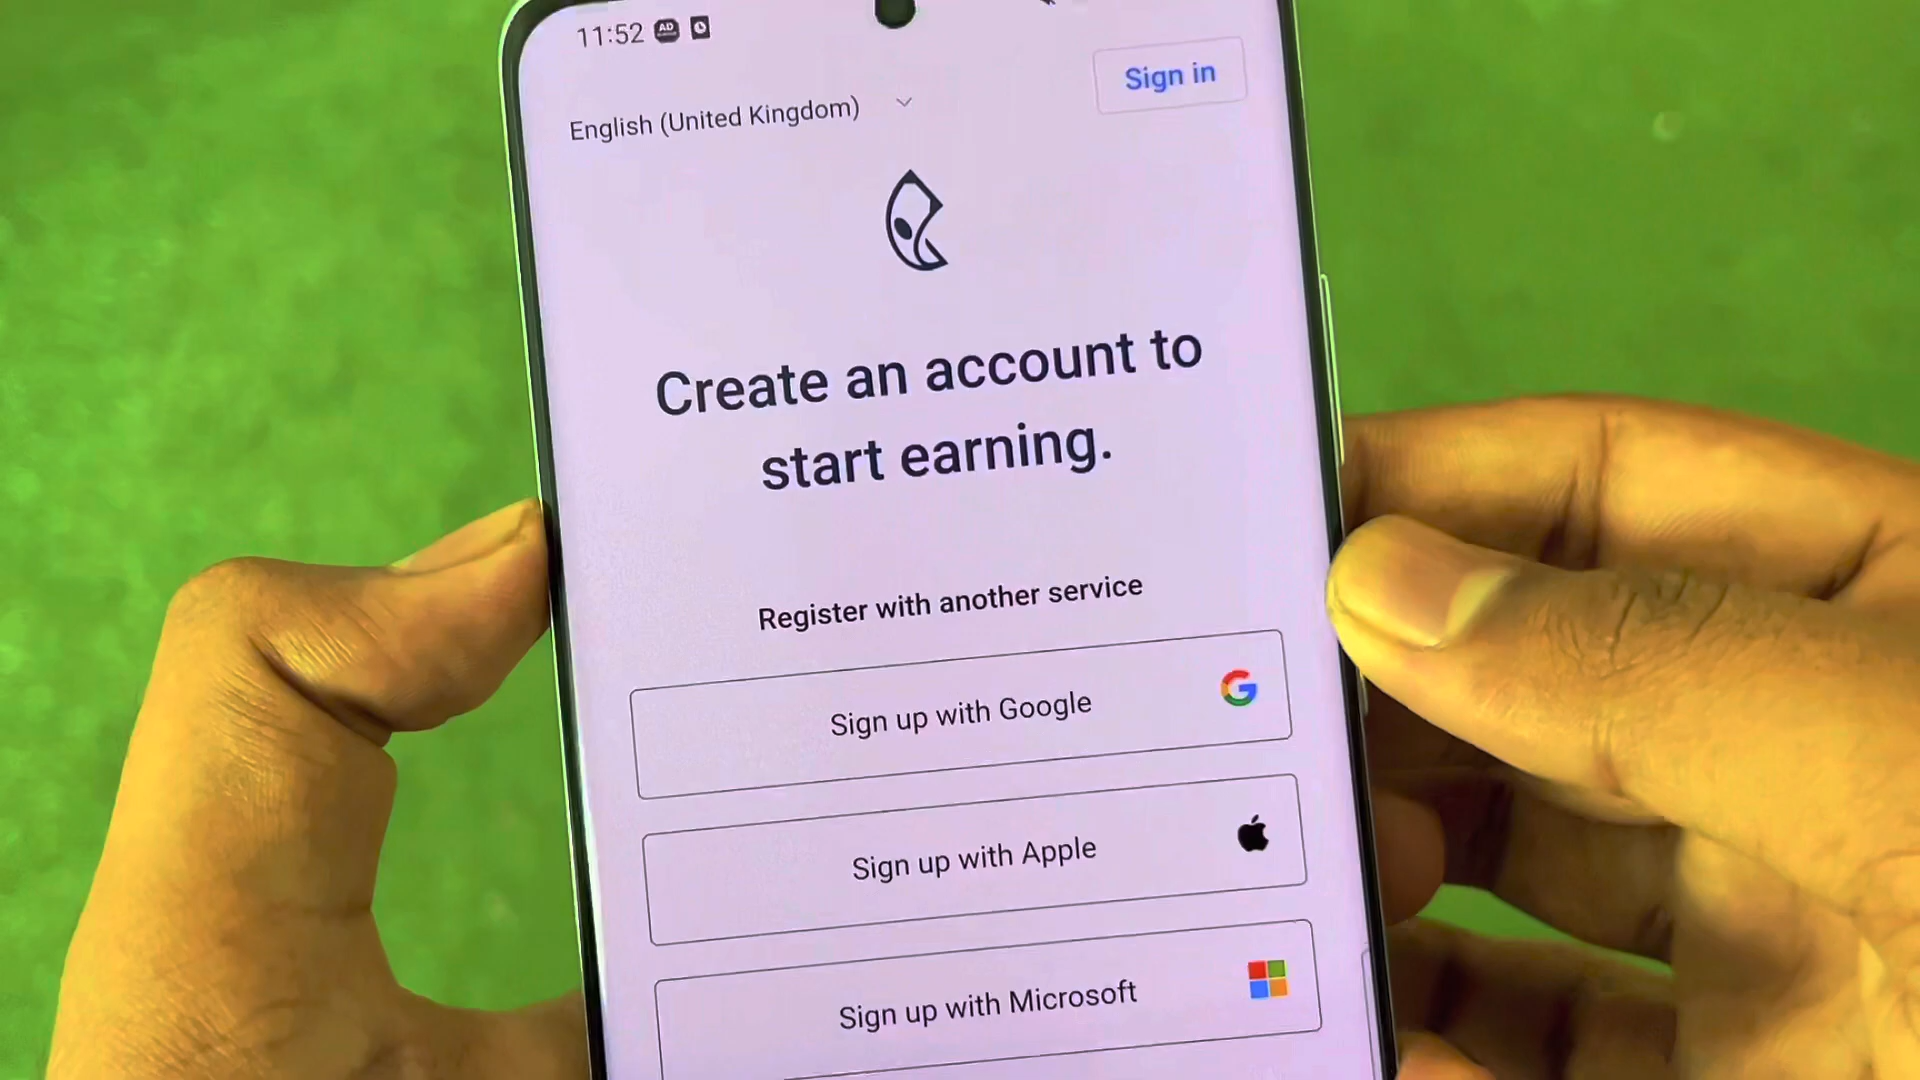 11:52 AD
Sign in
English (United Kingdom)
Create an account to
start earning.
Register with another service
Sign up with Google
Sign up with Apple
Sign up with Microsoft